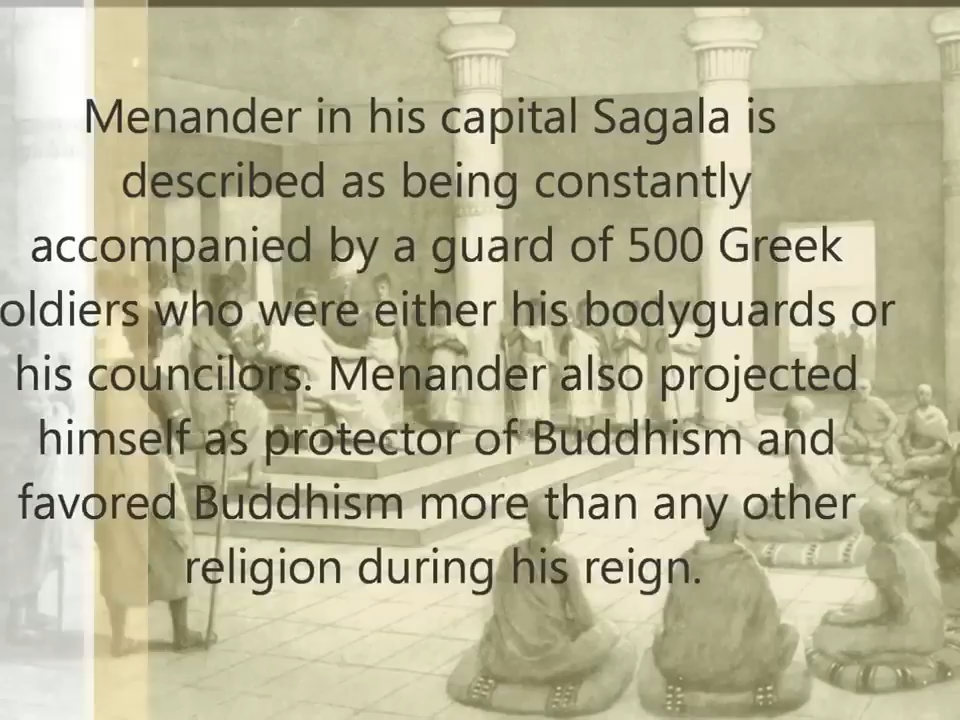 Menander in his capital Sagala is
described as being constantly
accompanied by a guard of 500 Greek
oldiers who were either his bodyguards or
his councilors. Menander also projected
himself as protector of Buddhism and
favored Buddhism more than any other
religion during his reign.